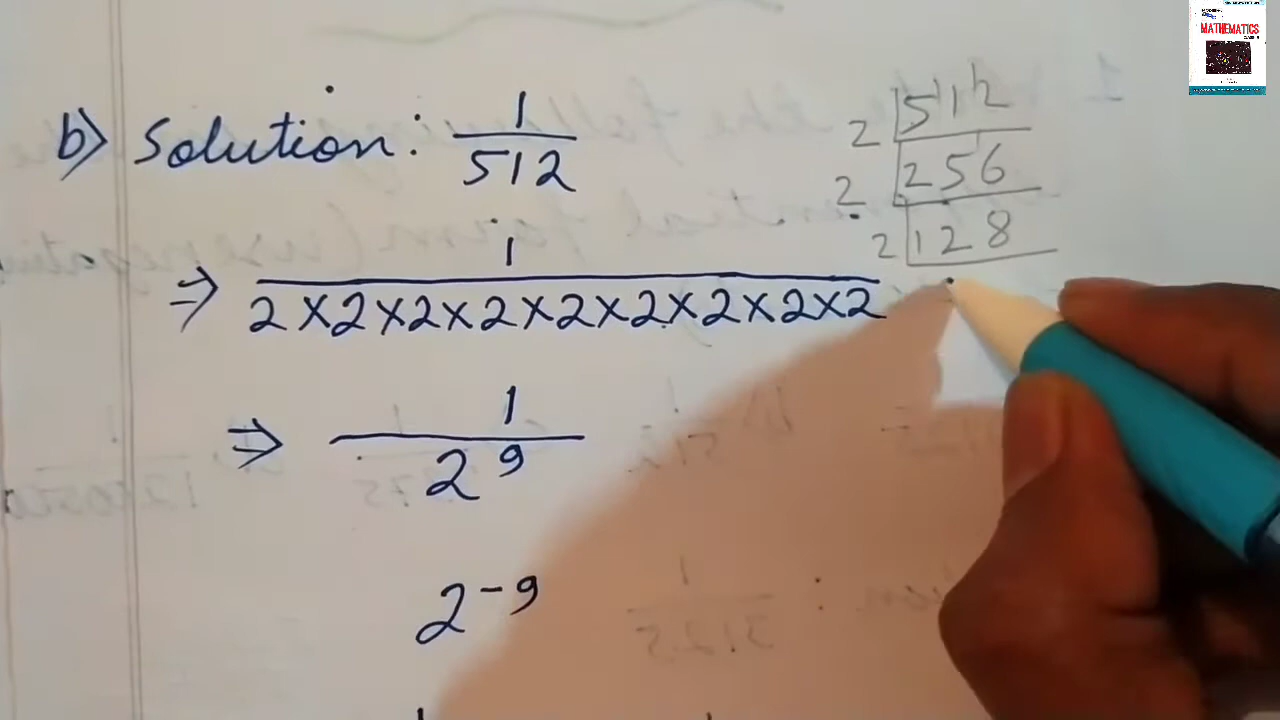 b) Solution: 1
512
2 | 512
2 | 256
2 | 128
⇒ 1
2×2×2×2×2×2×2×2×2
⇒ 1
2⁹
2⁻⁹
MATHEMATICS